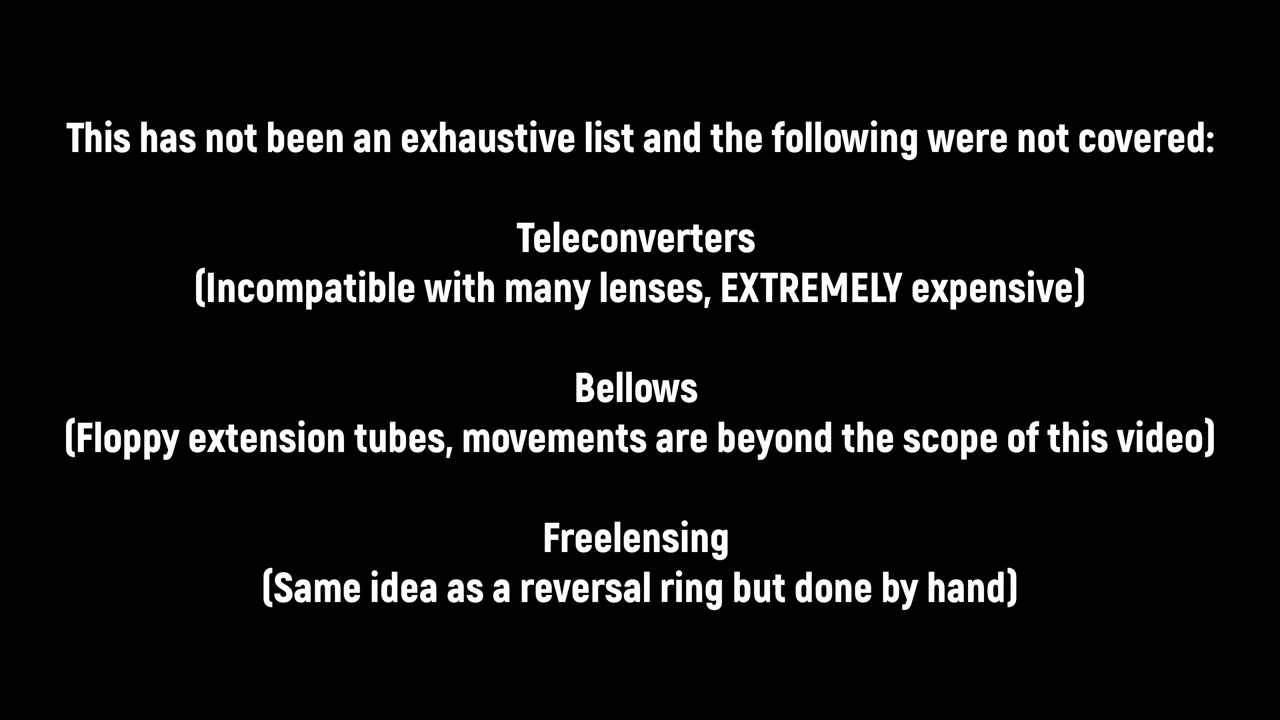 This has not been an exhaustive list and the following were not covered:
Teleconverters
(Incompatible with many lenses, EXTREMELY expensive)
Bellows
(Floppy extension tubes, movements are beyond the scope of this video)
Freelensing
(Same idea as a reversal ring but done by hand)